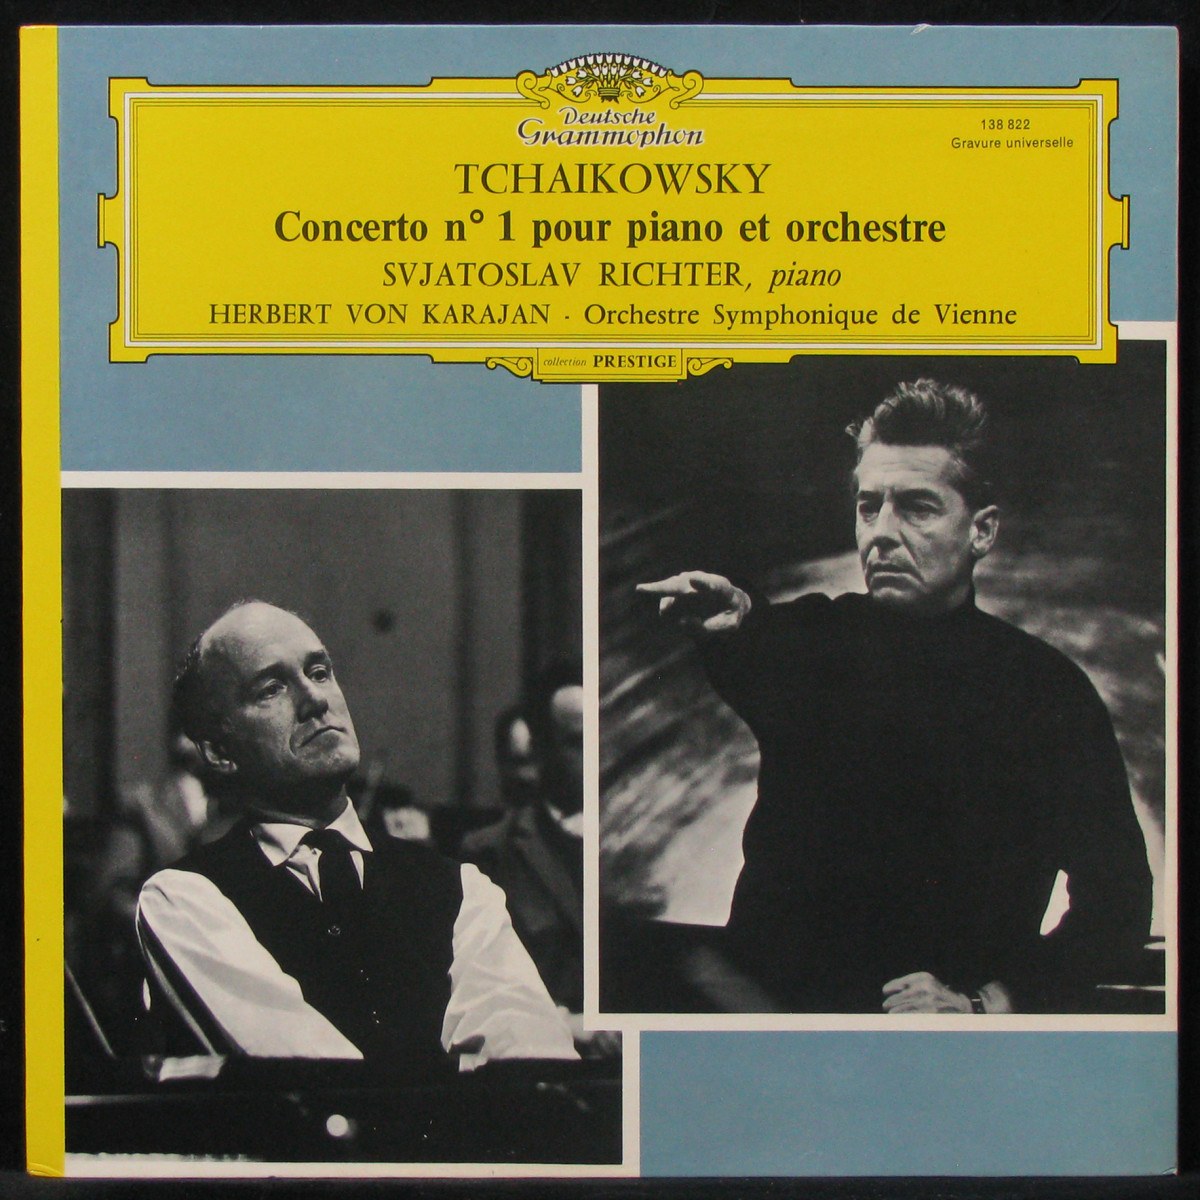 Deutsche
Grammophon
138 822
Gravure universelle
TCHAIKOWSKY
Concerto n° 1 pour piano et orchestre
SVJATOSLAV RICHTER, piano
HERBERT VON KARAJAN · Orchestre Symphonique de Vienne
collection PRESTIGE